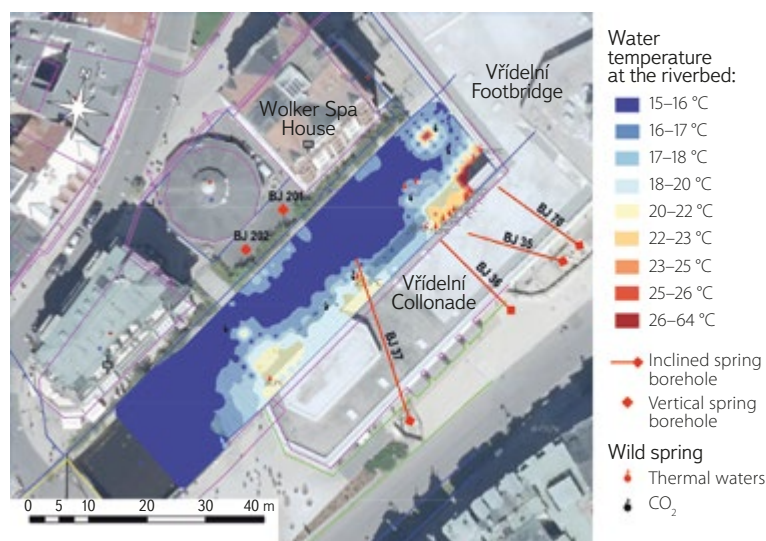 Vřídelní
Footbridge
Wolker Spa
House
BJ 201
BJ 202
BJ 76
BJ 35
BJ 36
BJ 37
Vřídelní
Collonade
0 5 10 20 30 40 m
Water
temperature
at the riverbed:
15–16 °C
16–17 °C
17–18 °C
18–20 °C
20–22 °C
22–23 °C
23–25 °C
25–26 °C
26–64 °C
Inclined spring
borehole
Vertical spring
borehole
Wild spring
Thermal waters
CO₂